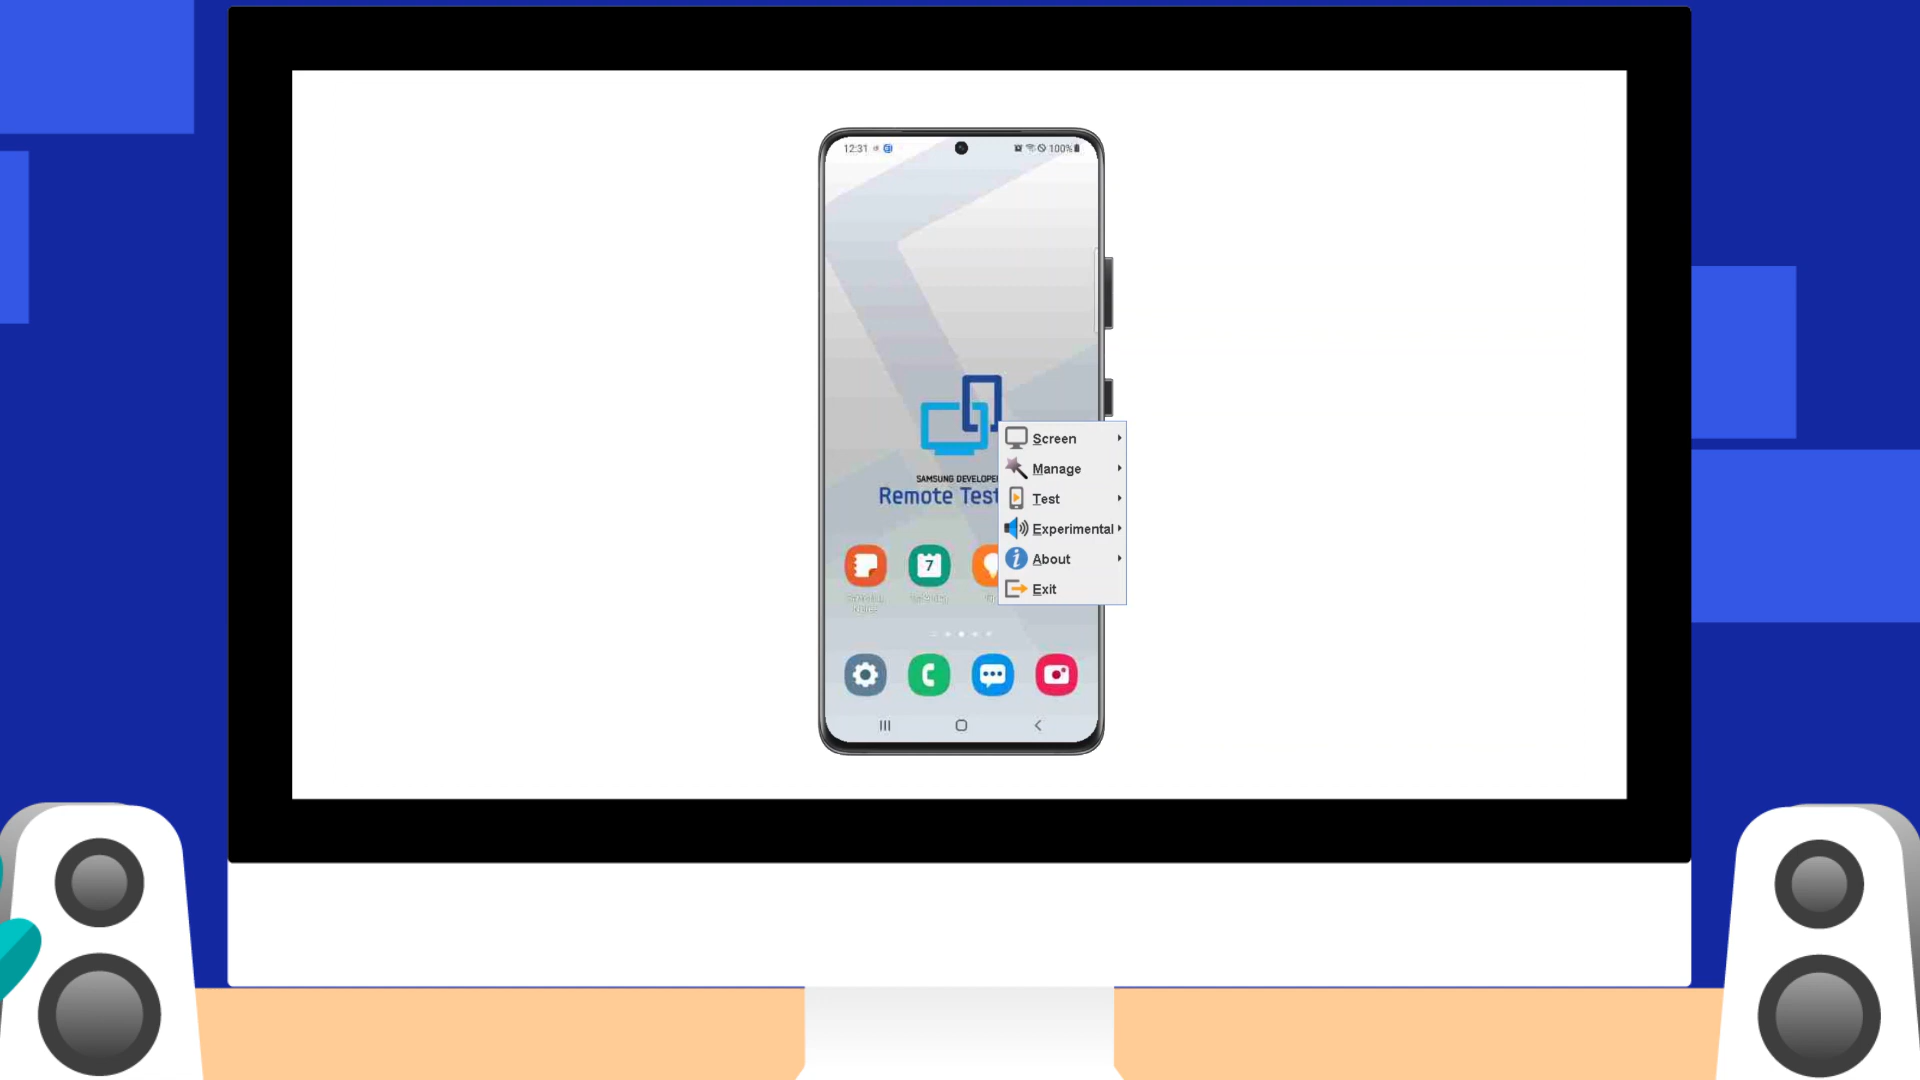 12:31
100%
SAMSUNG DEVELOPE
Remote Test
Screen
Manage
Test
Experimental
About
Exit
7